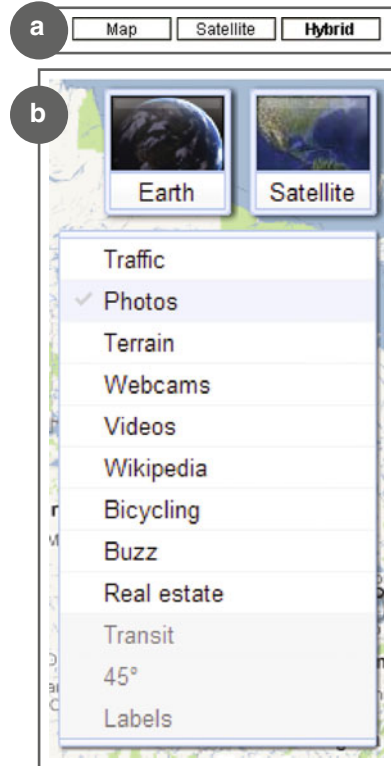 a
Map Satellite Hybrid
b
Earth Satellite
Traffic
Photos
Terrain
Webcams
Videos
Wikipedia
Bicycling
Buzz
Real estate
Transit
45°
Labels